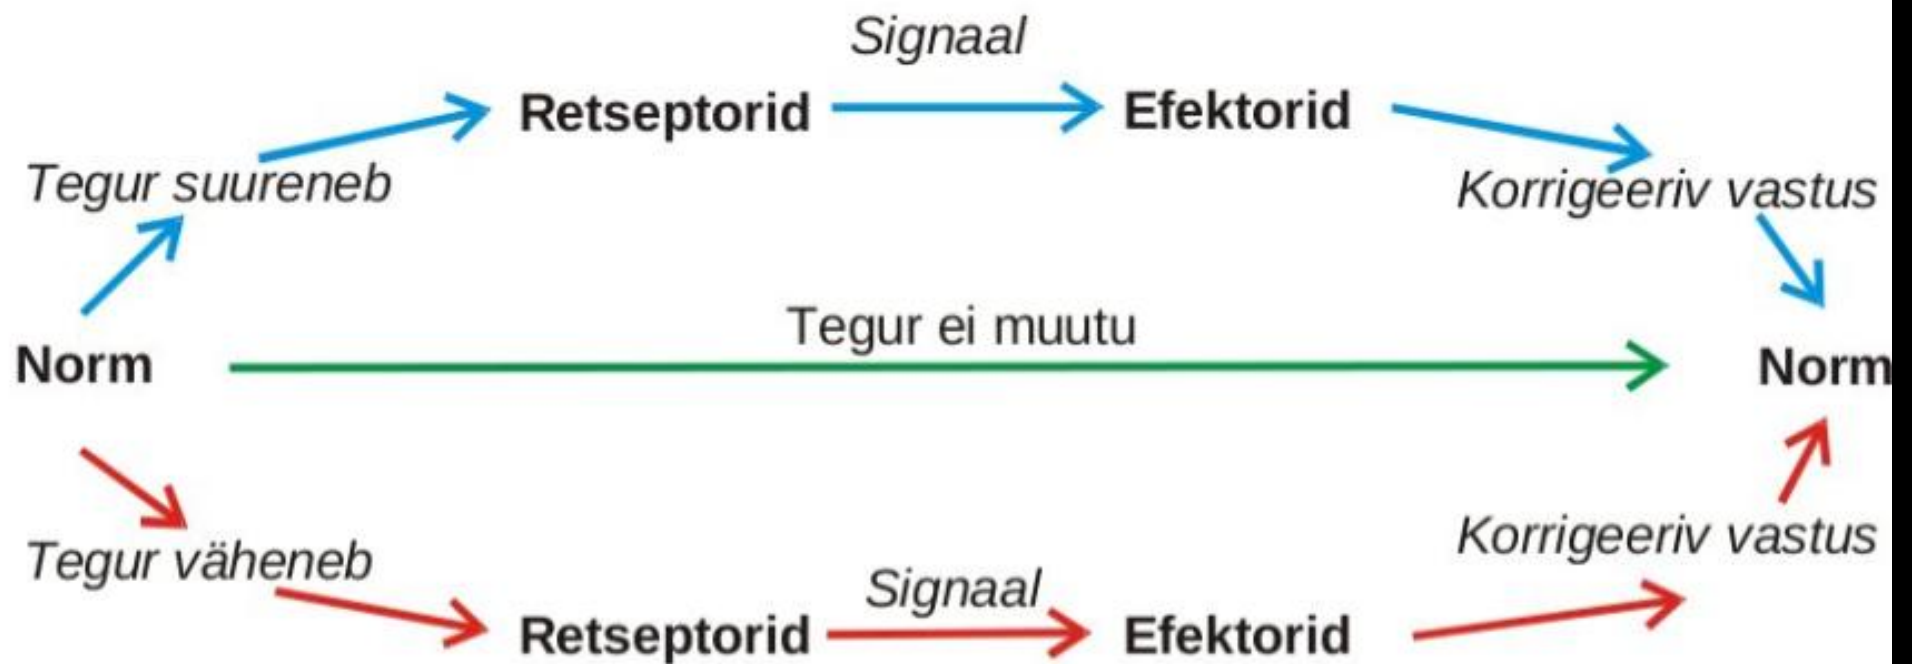 Signaal
Retseptorid Efektorid
Tegur suureneb Korrigeeriv vastus
Tegur ei muutu
Norm Norm
Tegur väheneb Korrigeeriv vastus
Signaal
Retseptorid Efektorid